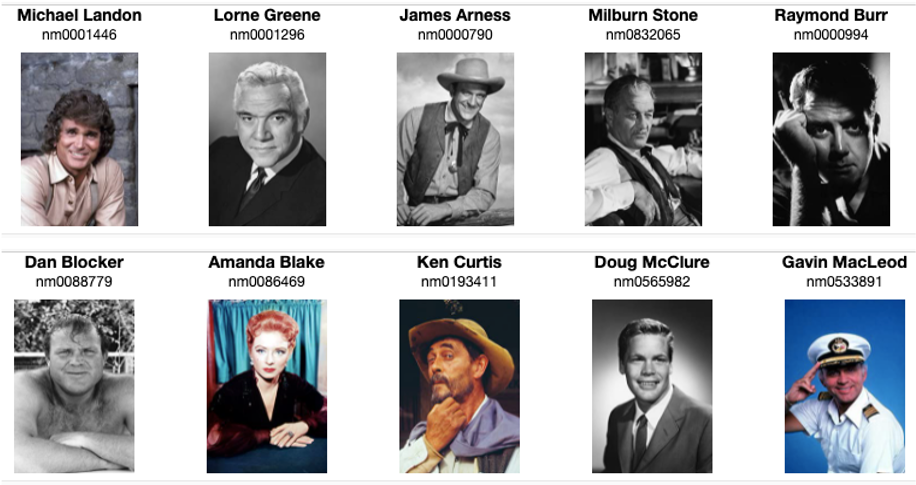 Michael Landon
nm0001446
Lorne Greene
nm0001296
James Arness
nm0000790
Milburn Stone
nm0832065
Raymond Burr
nm0000994
Dan Blocker
nm0088779
Amanda Blake
nm0086469
Ken Curtis
nm0193411
Doug McClure
nm0565982
Gavin MacLeod
nm0533891